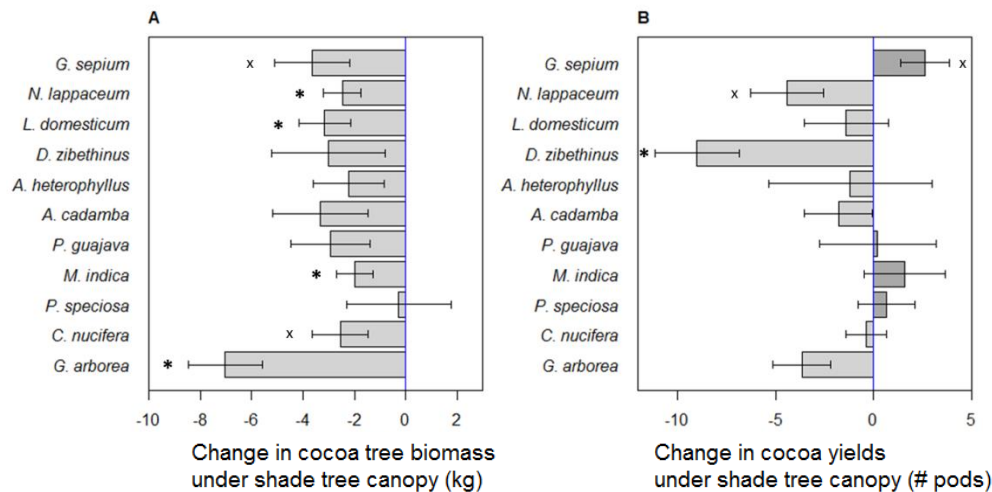 A
G. sepium
x
N. lappaceum
*
L. domesticum
*
D. zibethinus
A. heterophyllus
A. cadamba
P. guajava
M. indica
*
P. speciosa
C. nucifera
x
G. arborea
*
-10 -8 -6 -4 -2 0 2
Change in cocoa tree biomass
under shade tree canopy (kg)
B
G. sepium
x
N. lappaceum
x
L. domesticum
D. zibethinus
*
A. heterophyllus
A. cadamba
P. guajava
M. indica
P. speciosa
C. nucifera
G. arborea
-10 -5 0 5
Change in cocoa yields
under shade tree canopy (# pods)